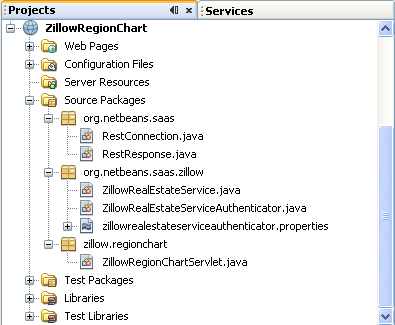 Projects
Services
ZillowRegionChart
Web Pages
Configuration Files
Server Resources
Source Packages
org.netbeans.saas
RestConnection.java
RestResponse.java
org.netbeans.saas.zillow
ZillowRealEstateService.java
ZillowRealEstateServiceAuthenticator.java
zillowrealestateserviceauthenticator.properties
zillow.regionchart
ZillowRegionChartServlet.java
Test Packages
Libraries
Test Libraries